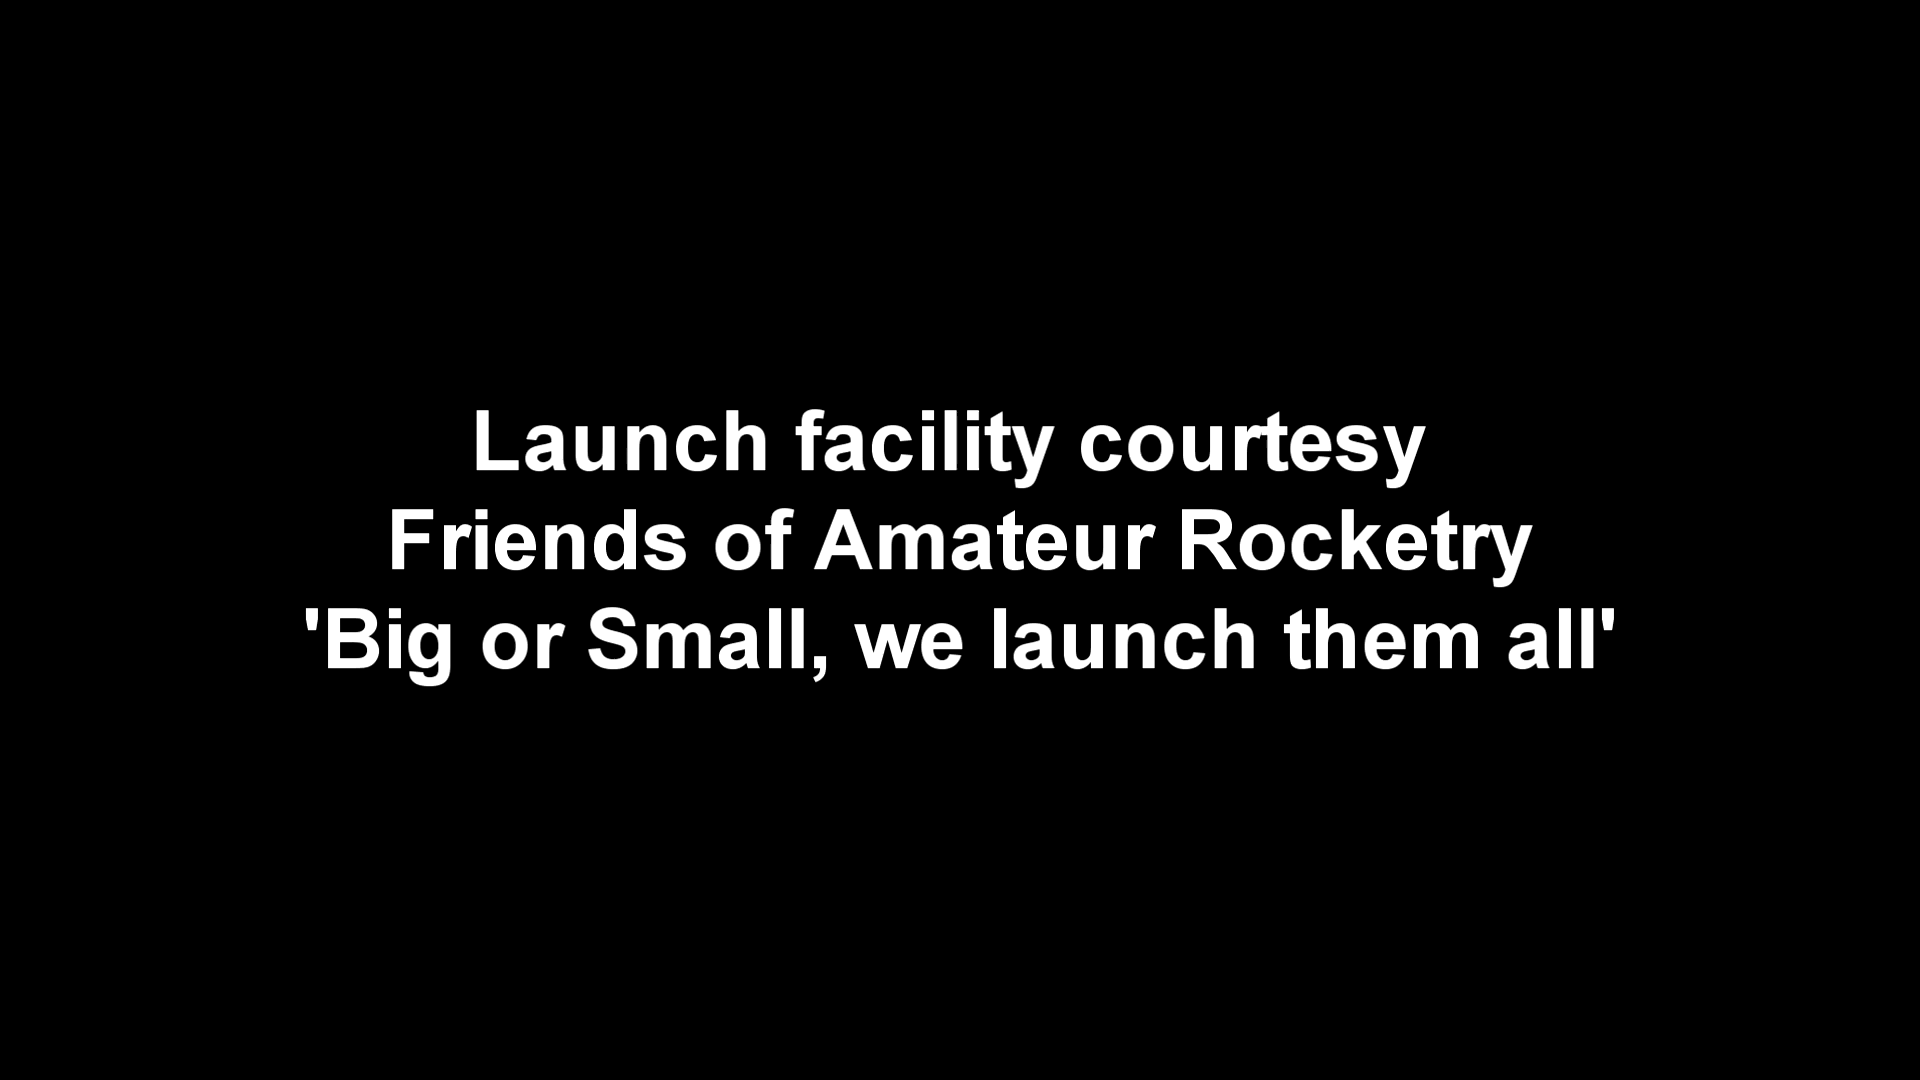 Launch facility courtesy
Friends of Amateur Rocketry
'Big or Small, we launch them all'